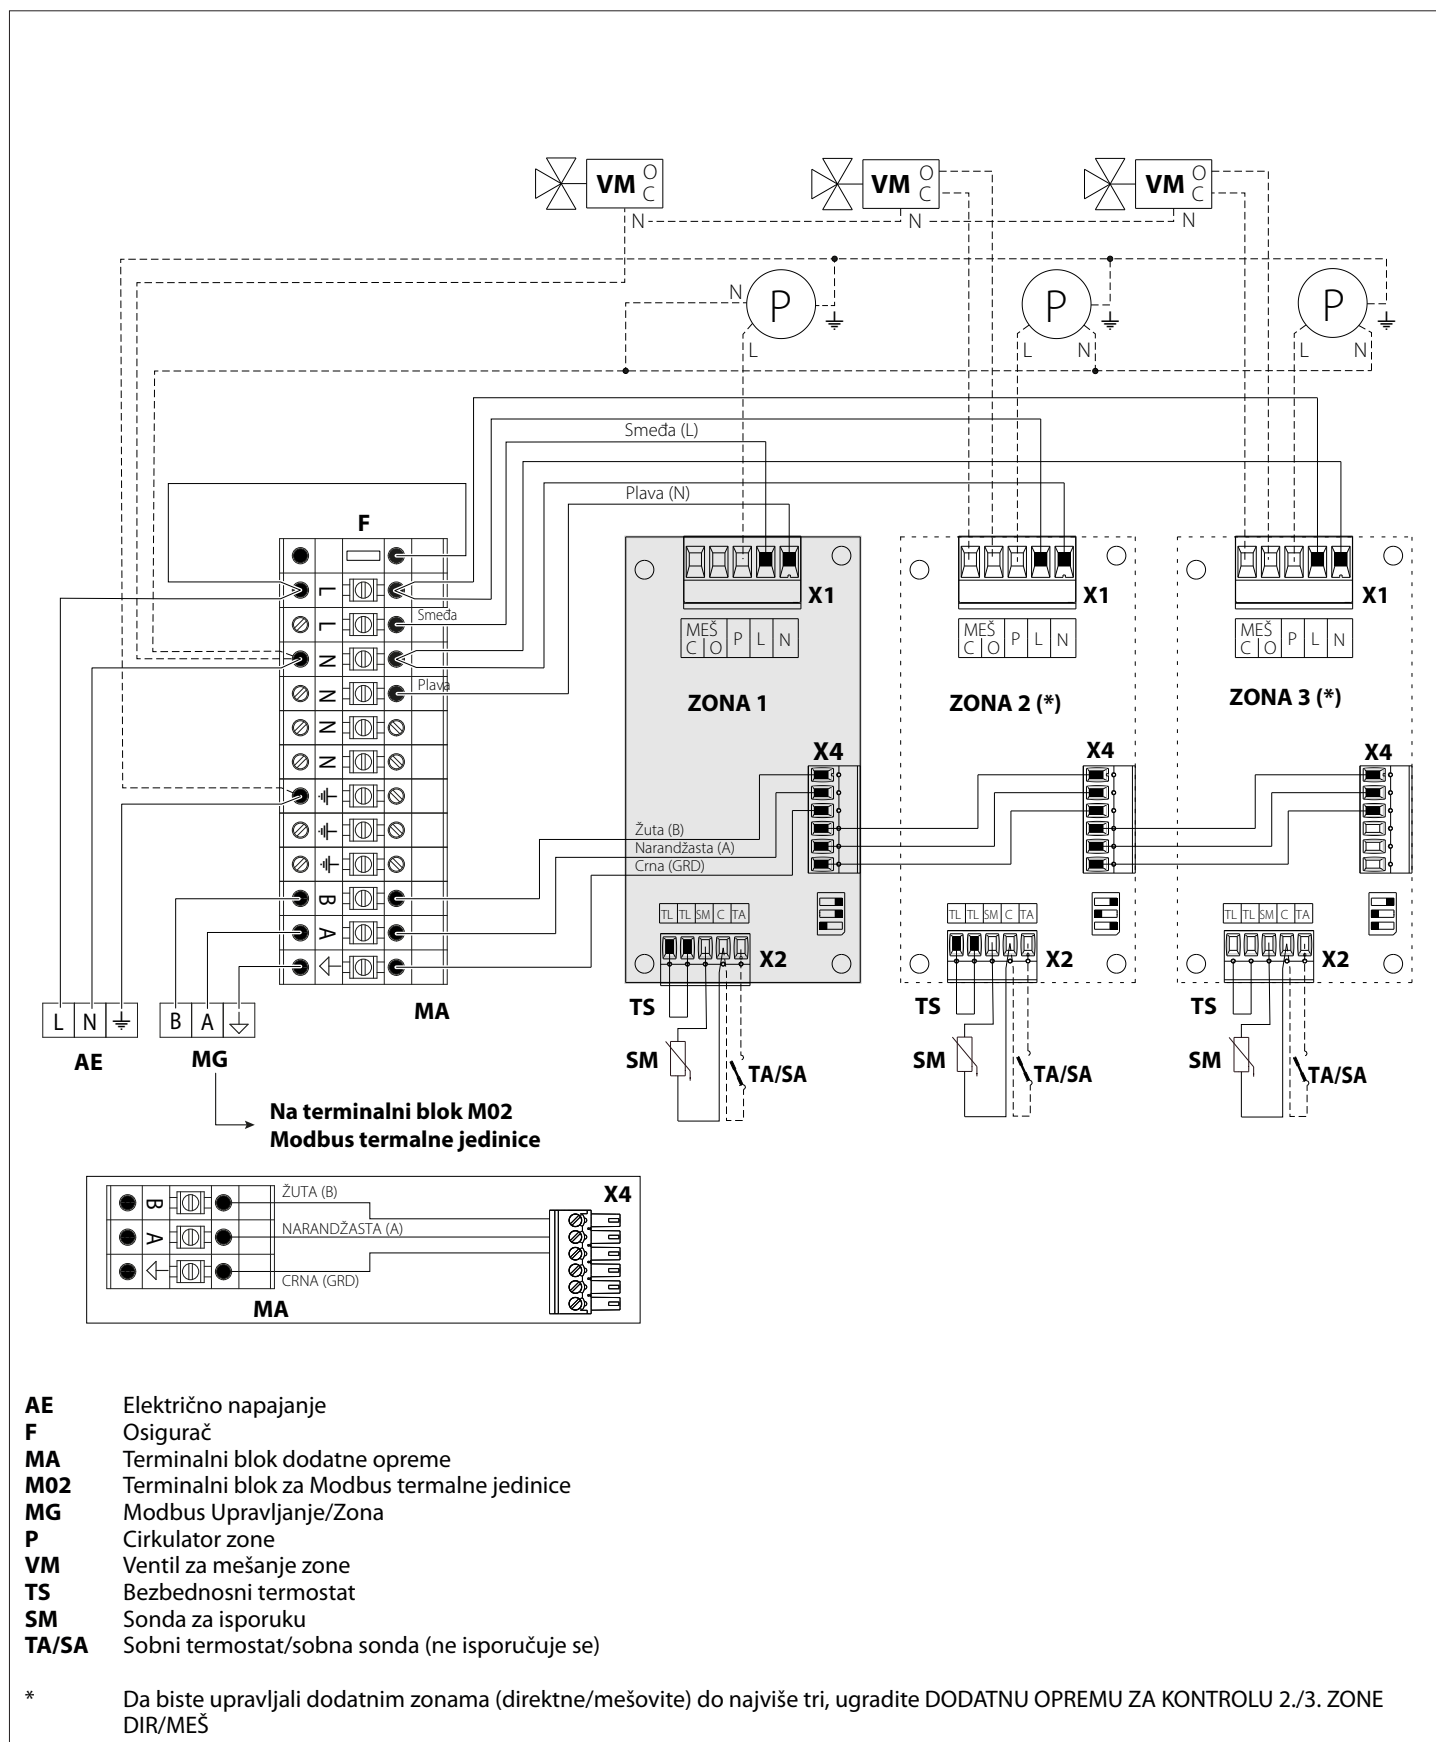 VM O C
VM O C
VM O C
N
N
N
N
P
P
P
L
L
N
L
N
Smeđa (L)
Plava (N)
F
L
L
Smeđa
N
N
Plava
N
N
B
A
MA
X1
X1
X1
MEŠ
C O P L N
MEŠ
C O P L N
MEŠ
C O P L N
ZONA 1
ZONA 2 (*)
ZONA 3 (*)
X4
X4
X4
Žuta (B)
Narandžasta (A)
Crna (GRD)
TL TL SM C TA
TL TL SM C TA
TL TL SM C TA
X2
X2
X2
TS
TS
TS
SM
SM
SM
TA/SA
TA/SA
TA/SA
L N
B A
AE
MG
Na terminalni blok M02
Modbus termalne jedinice
B
A
ŽUTA (B)
NARANDŽASTA (A)
CRNA (GRD)
X4
MA
AE Električno napajanje
F Osigurač
MA Terminalni blok dodatne opreme
M02 Terminalni blok za Modbus termalne jedinice
MG Modbus Upravljanje/Zona
P Cirkulator zone
VM Ventil za mešanje zone
TS Bezbednosni termostat
SM Sonda za isporuku
TA/SA Sobni termostat/sobna sonda (ne isporučuje se)
* Da biste upravljali dodatnim zonama (direktne/mešovite) do najviše tri, ugradite DODATNU OPREMU ZA KONTROLU 2./3. ZONE
DIR/MEŠ